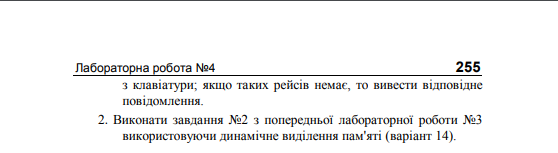 Лабораторна робота №4 255
з клавіатури; якщо таких рейсів немає, то вивести відповідне
повідомлення.
2. Виконати завдання №2 з попередньої лабораторної роботи №3
використовуючи динамічне виділення пам'яті (варіант 14).